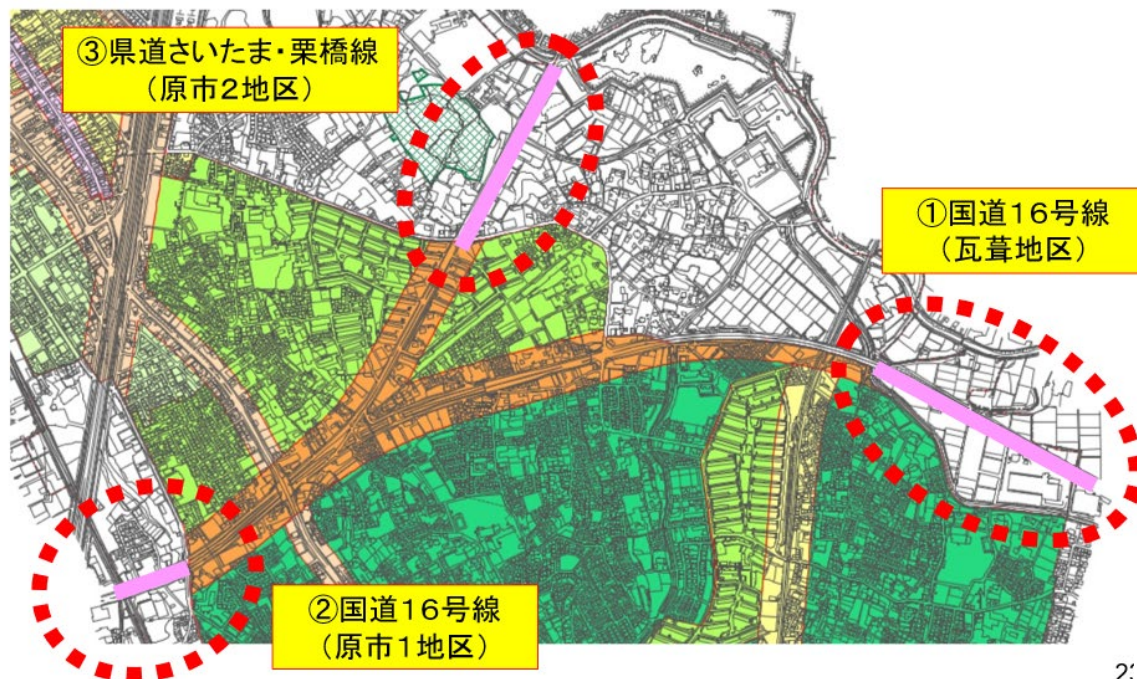 ③県道さいたま・栗橋線
（原市２地区）
①国道１６号線
（瓦葺地区）
②国道１６号線
（原市１地区）